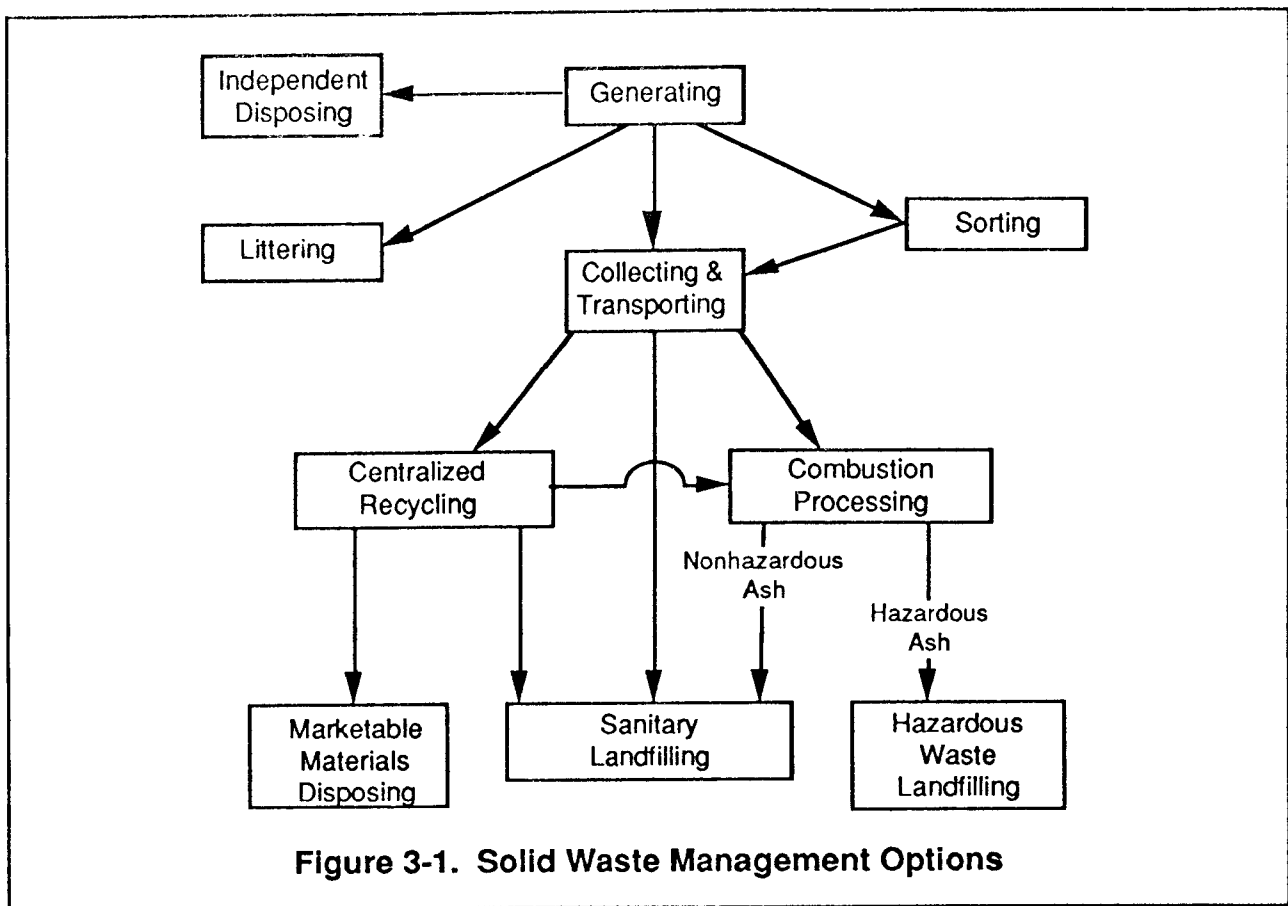 Independent
Disposing
Generating
Littering
Sorting
Collecting &
Transporting
Centralized
Recycling
Combustion
Processing
Nonhazardous
Ash
Hazardous
Ash
Marketable
Materials
Disposing
Sanitary
Landfilling
Hazardous
Waste
Landfilling
Figure 3-1. Solid Waste Management Options